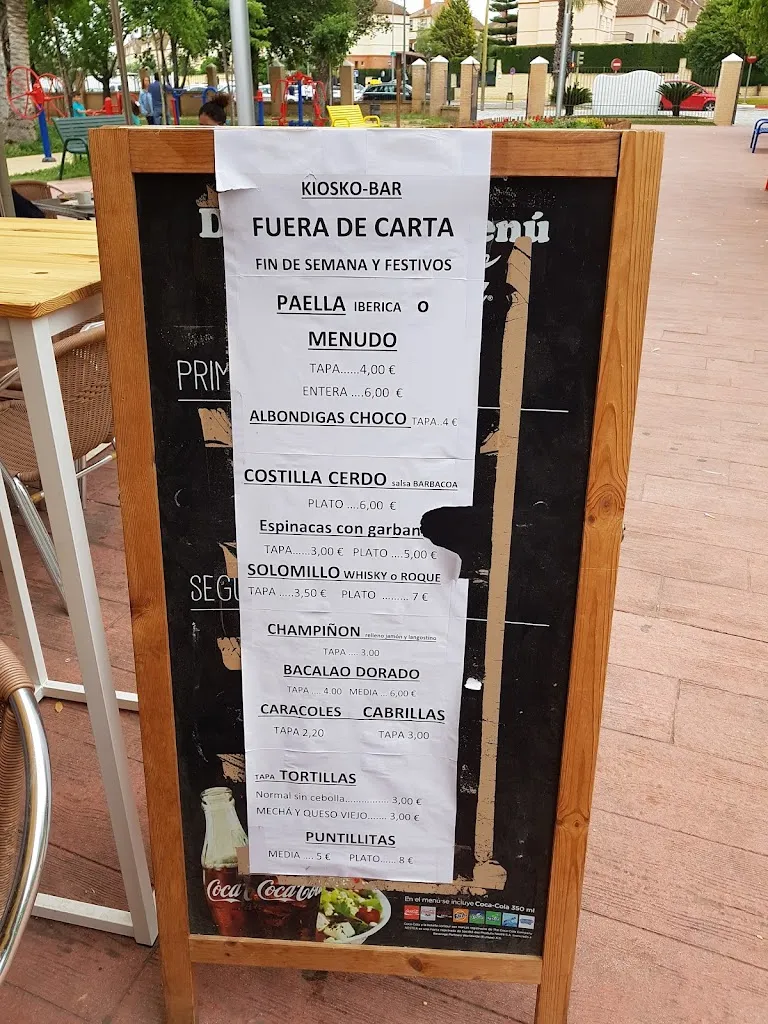 KIOSKO-BAR
FUERA DE CARTA
enú
FIN DE SEMANA Y FESTIVOS
PAELLA IBERICA O
MENUDO
TAPA......4,00 €
PRIM
ENTERA ....6,00 €
ALBONDIGAS CHOCO TAPA..4 €
COSTILLA CERDO salsa BARBACOA
PLATO ....6,00 €
Espinacas con garban
TAPA......3,00 € PLATO ....5,00 €
SOLOMILLO WHISKY o ROQUE
SEGU
TAPA .....3,50 € PLATO ......... 7 €
CHAMPIÑON relleno jamón y langostino
TAPA .... 3.00
BACALAO DORADO
TAPA .... 4.00 MEDIA ... 6,00 €
CARACOLES CABRILLAS
TAPA 2,20 TAPA 3,00
TAPA TORTILLAS
Normal sin cebolla................ 3,00 €
MECHÁ Y QUESO VIEJO....... 3,00 €
PUNTILLITAS
MEDIA .... 5 € PLATO...... 8 €
Coca-Cola
En el menú se incluye Coca-Cola 350 ml